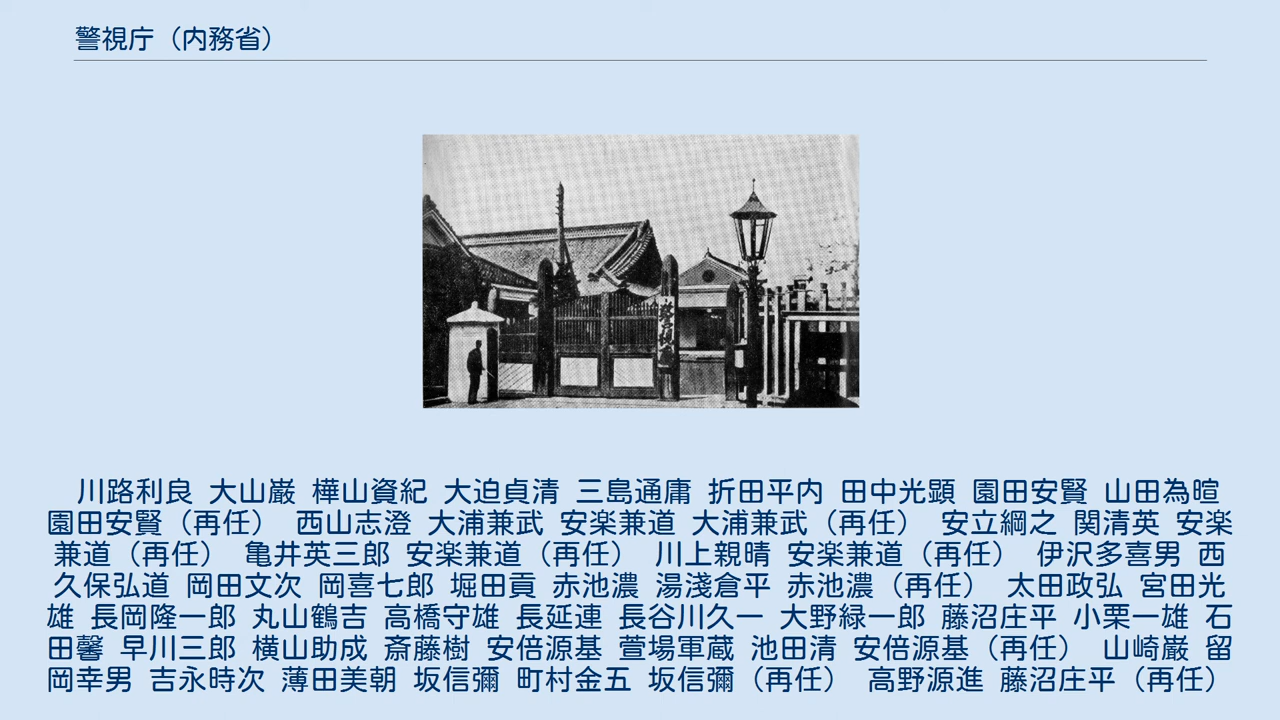 警視庁（内務省）
警視廳
川路利良 大山巌 樺山資紀 大迫貞清 三島通庸 折田平内 田中光顕 園田安賢 山田為暄
園田安賢（再任） 西山志澄 大浦兼武 安楽兼道 大浦兼武（再任） 安立綱之 関清英 安楽
兼道（再任） 亀井英三郎 安楽兼道（再任） 川上親晴 安楽兼道（再任） 伊沢多喜男 西
久保弘道 岡田文次 岡喜七郎 堀田貢 赤池濃 湯淺倉平 赤池濃（再任） 太田政弘 宮田光
雄 長岡隆一郎 丸山鶴吉 高橋守雄 長延連 長谷川久一 大野緑一郎 藤沼庄平 小栗一雄 石
田馨 早川三郎 横山助成 斎藤樹 安倍源基 萱場軍蔵 池田清 安倍源基（再任） 山崎巌 留
岡幸男 吉永時次 薄田美朝 坂信彌 町村金五 坂信彌（再任） 高野源進 藤沼庄平（再任）